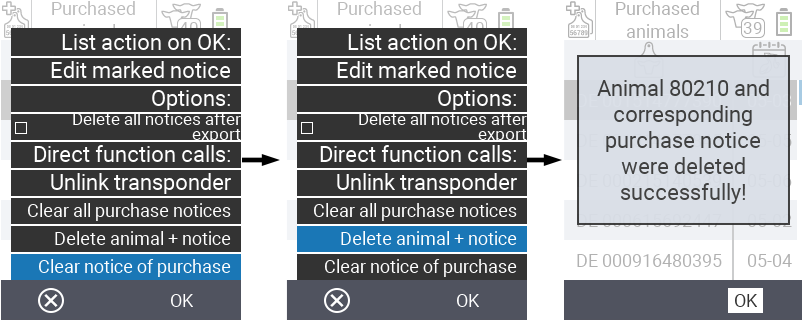 Purchased
List action on OK:
Edit marked notice
Options:
Delete all notices after
export
Direct function calls:
Unlink transponder
Clear all purchase notices
Delete animal + notice
Clear notice of purchase
OK
Purchased
List action on OK:
Edit marked notice
Options:
Delete all notices after
export
Direct function calls:
Unlink transponder
Clear all purchase notices
Delete animal + notice
Clear notice of purchase
OK
Purchased
animals
39
Animal 80210 and
corresponding
purchase notice
were deleted
successfully!
DE 000916480395
05-04
OK